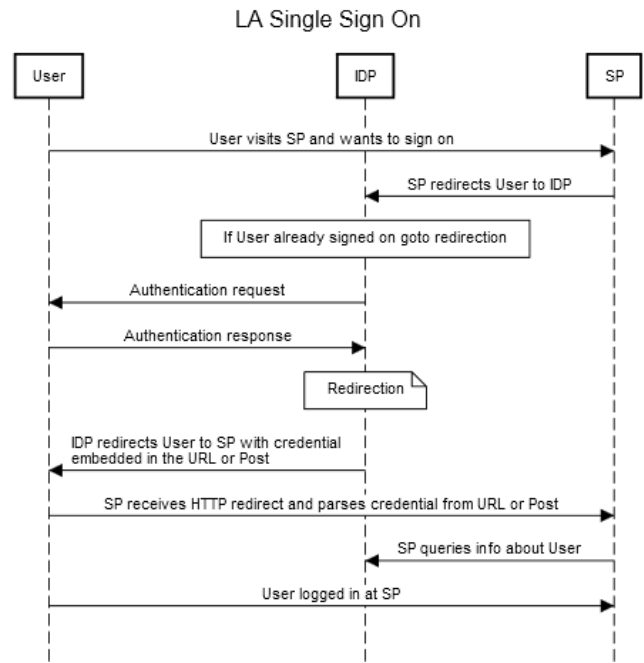 LA Single Sign On
User
IDP
SP
User visits SP and wants to sign on
SP redirects User to IDP
If User already signed on goto redirection
Authentication request
Authentication response
Redirection
IDP redirects User to SP with credential
embedded in the URL or Post
SP receives HTTP redirect and parses credential from URL or Post
SP queries info about User
User logged in at SP